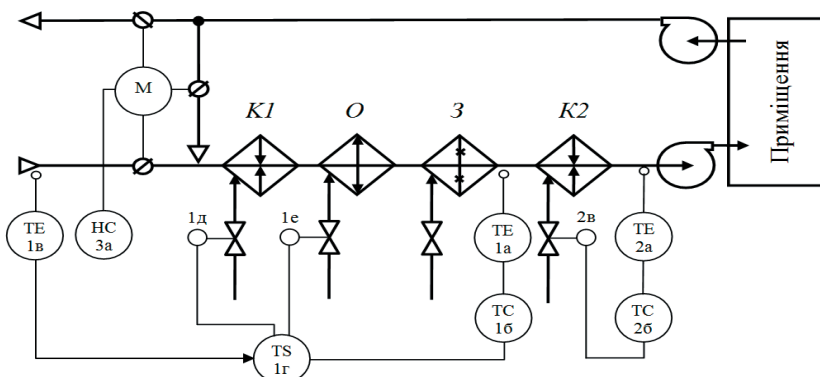 М
К1
О
З
К2
Приміщення
1д
1е
2в
ТЕ
1в
НС
3а
ТЕ
1а
ТЕ
2а
ТС
1б
ТС
2б
TS
1г